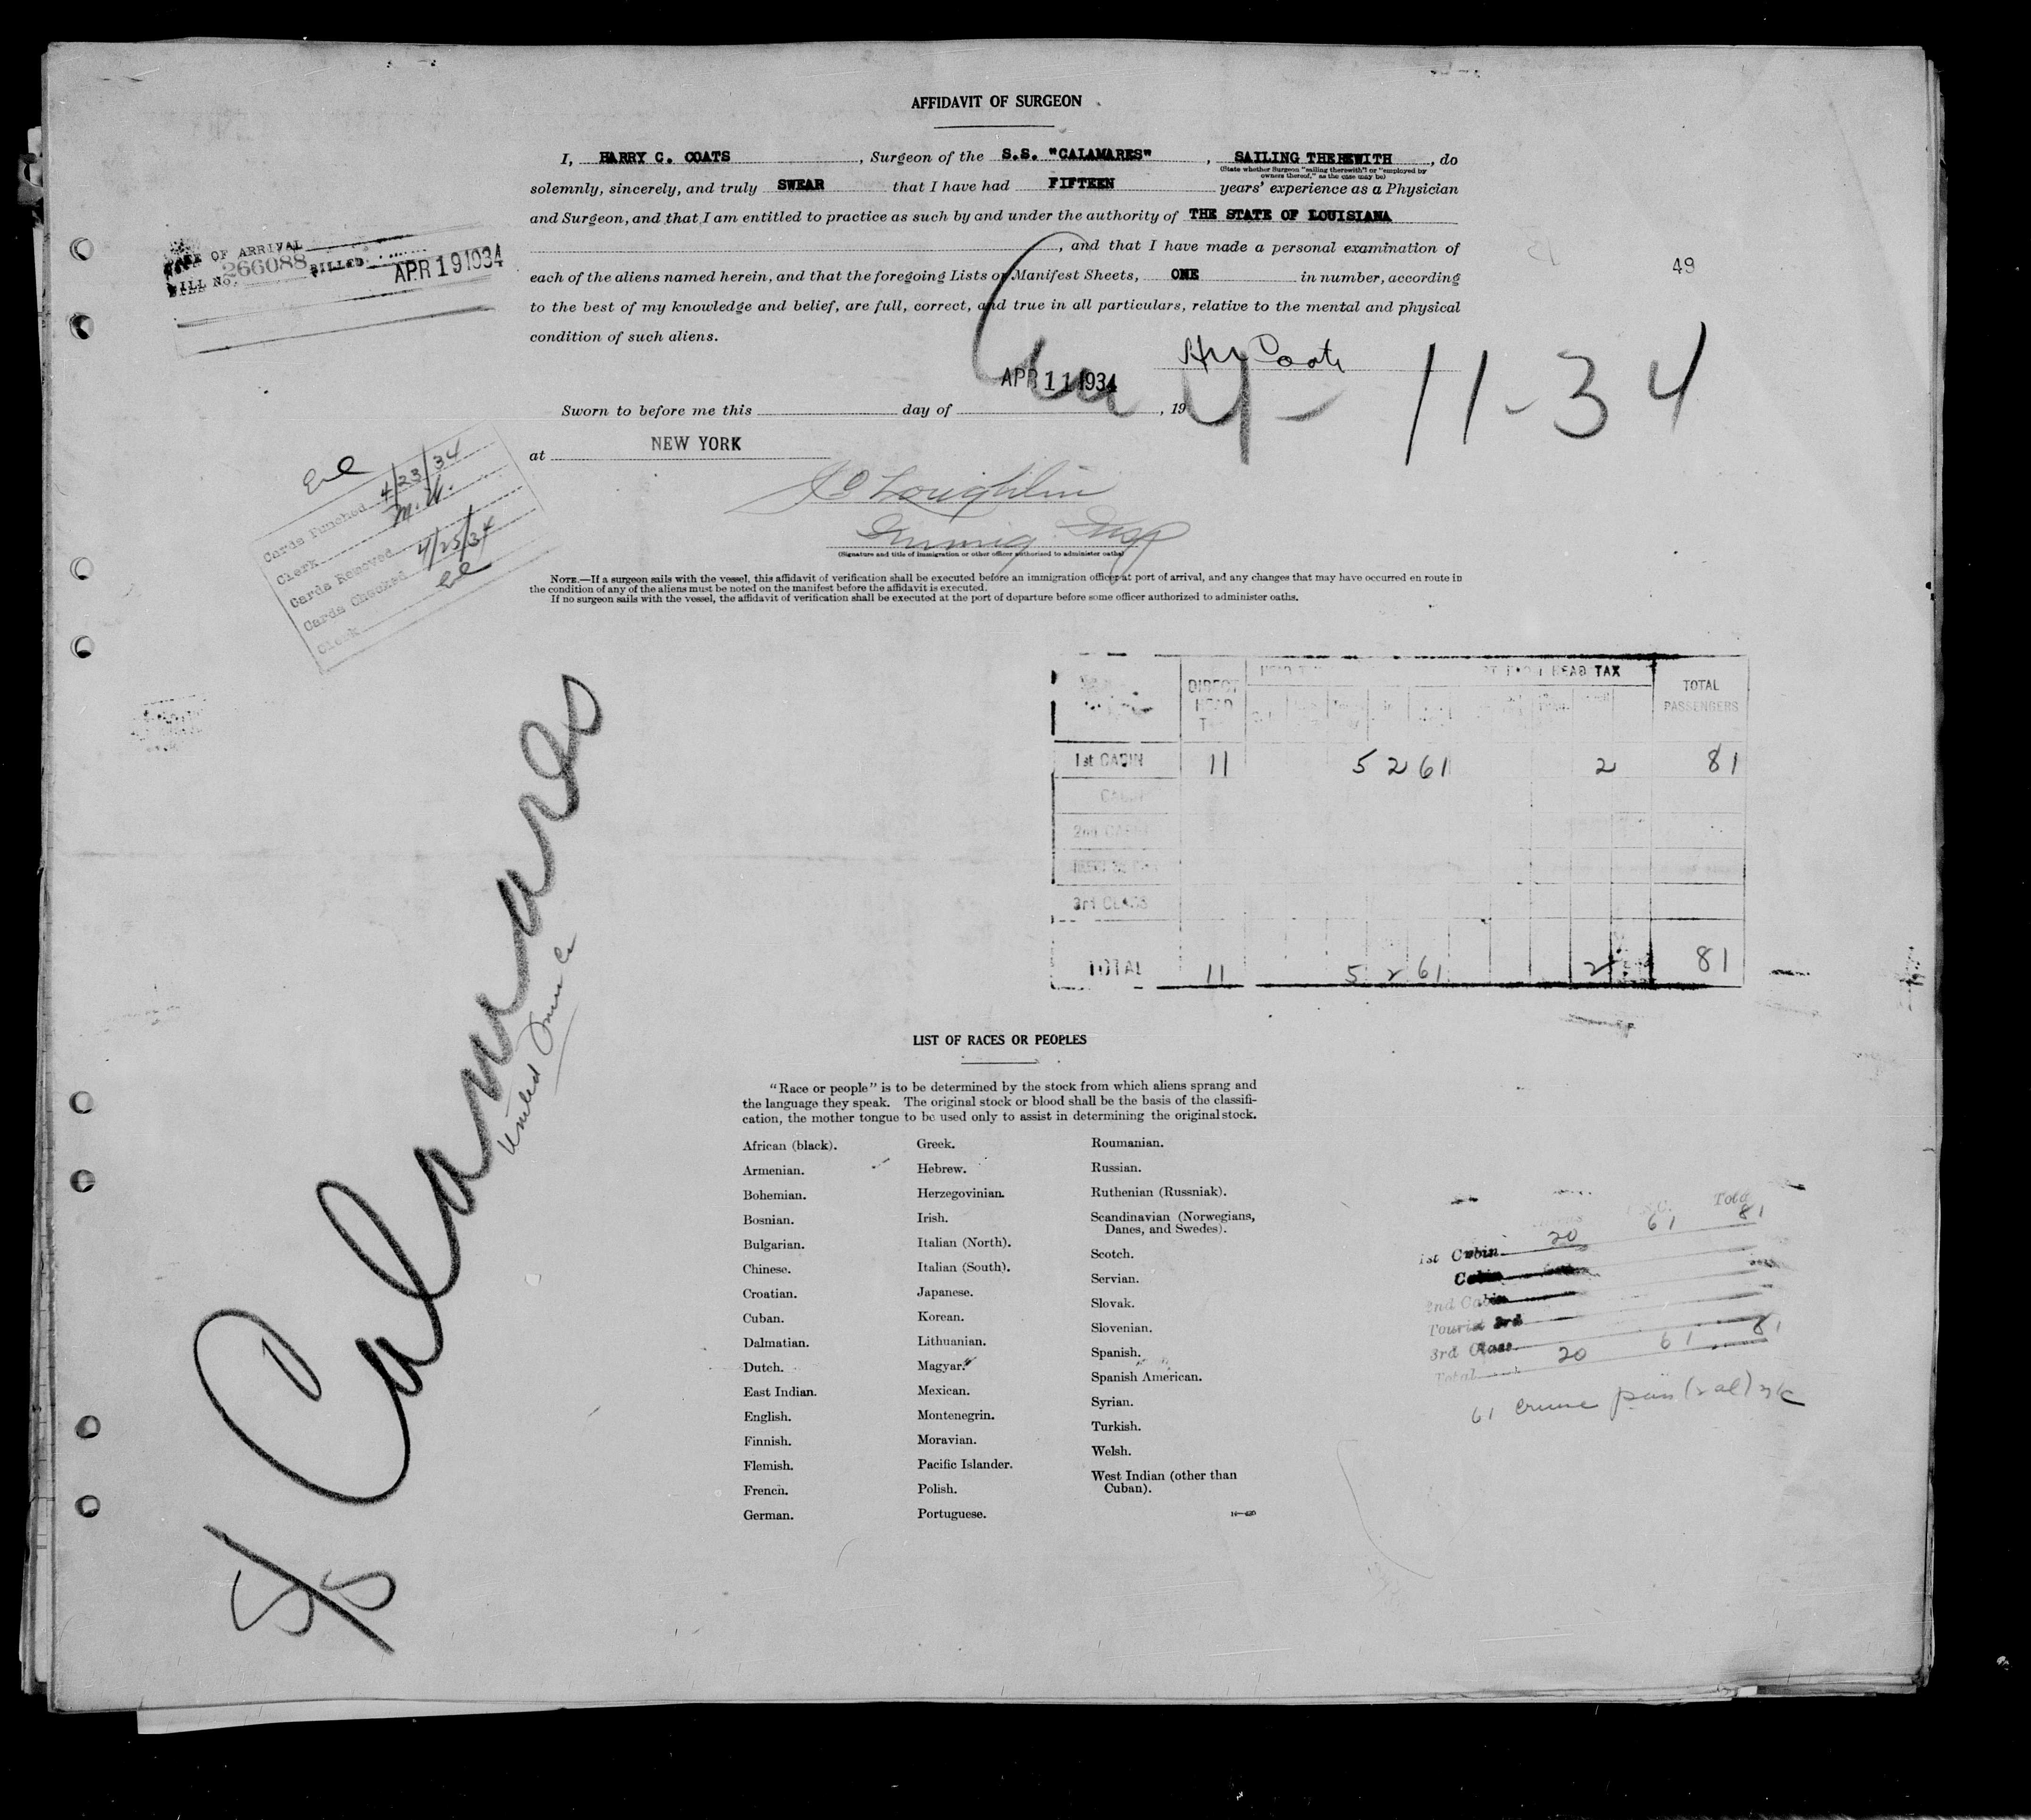 AFFIDAVIT OF SURGEON
I, HARRY C. COATS, Surgeon of the S.S. "CALAMARES", SAILING THEREWITH, do
(State whether Surgeon "sailing therewith" or "employed by
owners thereof," as the case may be)
solemnly, sincerely, and truly SWEAR that I have had FIFTEEN years' experience as a Physician
and Surgeon, and that I am entitled to practice as such by and under the authority of THE STATE OF LOUISIANA
, and that I have made a personal examination of
each of the aliens named herein, and that the foregoing Lists or Manifest Sheets, ONE in number, according
to the best of my knowledge and belief, are full, correct, and true in all particulars, relative to the mental and physical
condition of such aliens.
OF ARRIVAL
BILL No. 266088 BILLED APR 19 1934
49
H C Coats
APR 11 1934
4-11-34
Sworn to before me this day of , 19
at NEW YORK
Loughlin
Immig Insp
(Signature and title of immigration or other officer authorized to administer oaths)
Cards Punched 4/23/34
Clerk M.W.
Cards Removed
Cards Checked 4/25/34
Clerk
NOTE.—If a surgeon sails with the vessel, this affidavit of verification shall be executed before an immigration officer at port of arrival, and any changes that may have occurred en route in
the condition of any of the aliens must be noted on the manifest before the affidavit is executed.
If no surgeon sails with the vessel, the affidavit of verification shall be executed at the port of departure before some officer authorized to administer oaths.
DIRECT HEAD TAX HEAD TAX TOTAL PASSENGERS
1st CABIN 11 5 2 61 2 81
CABIN
2nd CABIN
3rd CLASS
TOTAL 11 5 2 61 2 81
S/S Calamares
United Fruit Co
LIST OF RACES OR PEOPLES
"Race or people" is to be determined by the stock from which aliens sprang and
the language they speak. The original stock or blood shall be the basis of the classifi-
cation, the mother tongue to be used only to assist in determining the original stock.
African (black).
Armenian.
Bohemian.
Bosnian.
Bulgarian.
Chinese.
Croatian.
Cuban.
Dalmatian.
Dutch.
East Indian.
English.
Finnish.
Flemish.
French.
German.
Greek.
Hebrew.
Herzegovinian.
Irish.
Italian (North).
Italian (South).
Japanese.
Korean.
Lithuanian.
Magyar.
Mexican.
Montenegrin.
Moravian.
Pacific Islander.
Polish.
Portuguese.
Roumanian.
Russian.
Ruthenian (Russniak).
Scandinavian (Norwegians,
Danes, and Swedes).
Scotch.
Servian.
Slovak.
Slovenian.
Spanish.
Spanish American.
Syrian.
Turkish.
Welsh.
West Indian (other than
Cuban).
Total
1st Cabin 20 61 81
Cabin
2nd Cabin
Tourist 3rd
3rd Class
Total 20 61 81
61 cruise pass